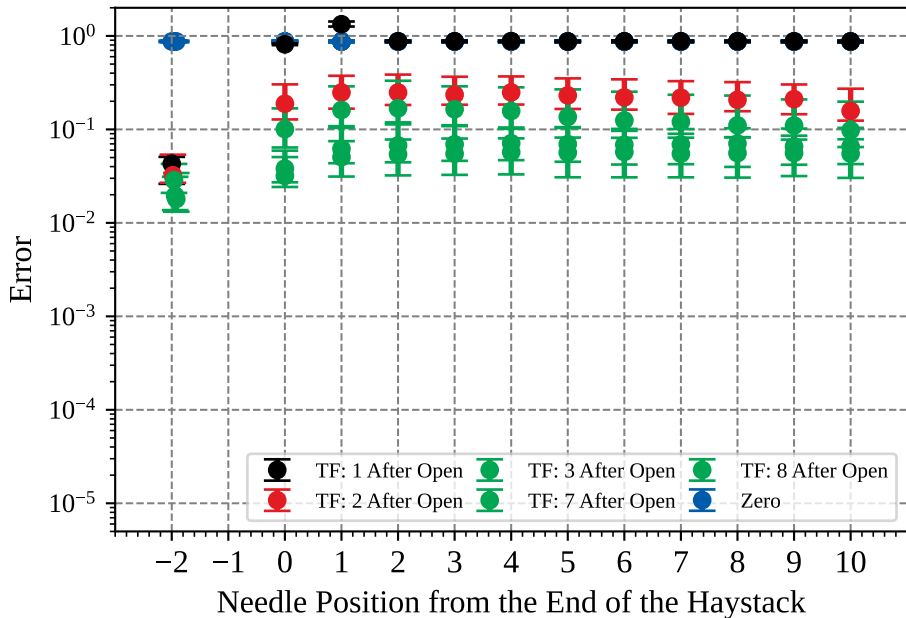 10⁰
10⁻¹
10⁻²
10⁻³
10⁻⁴
10⁻⁵
Error
TF: 1 After Open
TF: 3 After Open
TF: 8 After Open
TF: 2 After Open
TF: 7 After Open
Zero
−2 −1 0 1 2 3 4 5 6 7 8 9 10
Needle Position from the End of the Haystack